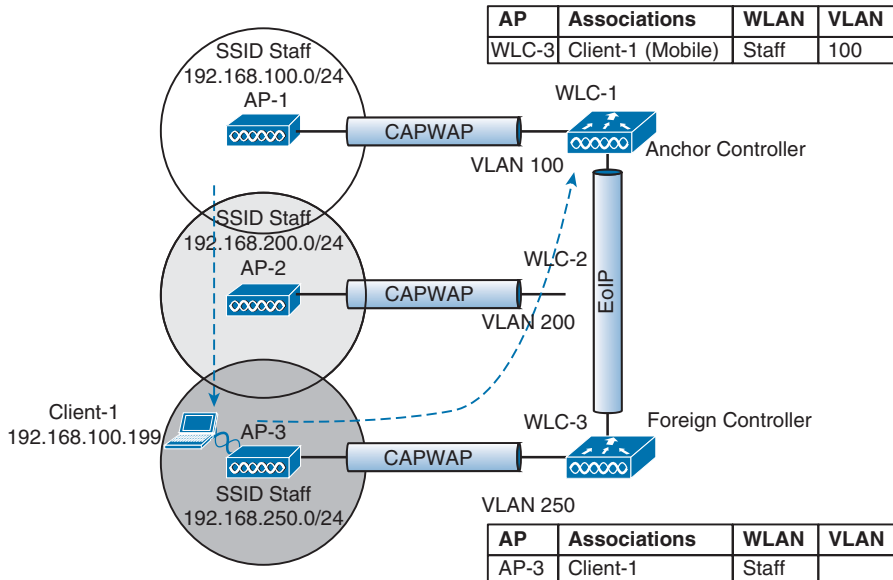 AP Associations WLAN VLAN
WLC-3 Client-1 (Mobile) Staff 100
SSID Staff
192.168.100.0/24
AP-1
CAPWAP
VLAN 100
WLC-1
Anchor Controller
SSID Staff
192.168.200.0/24
AP-2
CAPWAP
VLAN 200
WLC-2
EoIP
Client-1
192.168.100.199
AP-3
SSID Staff
192.168.250.0/24
CAPWAP
WLC-3
Foreign Controller
VLAN 250
AP Associations WLAN VLAN
AP-3 Client-1 Staff